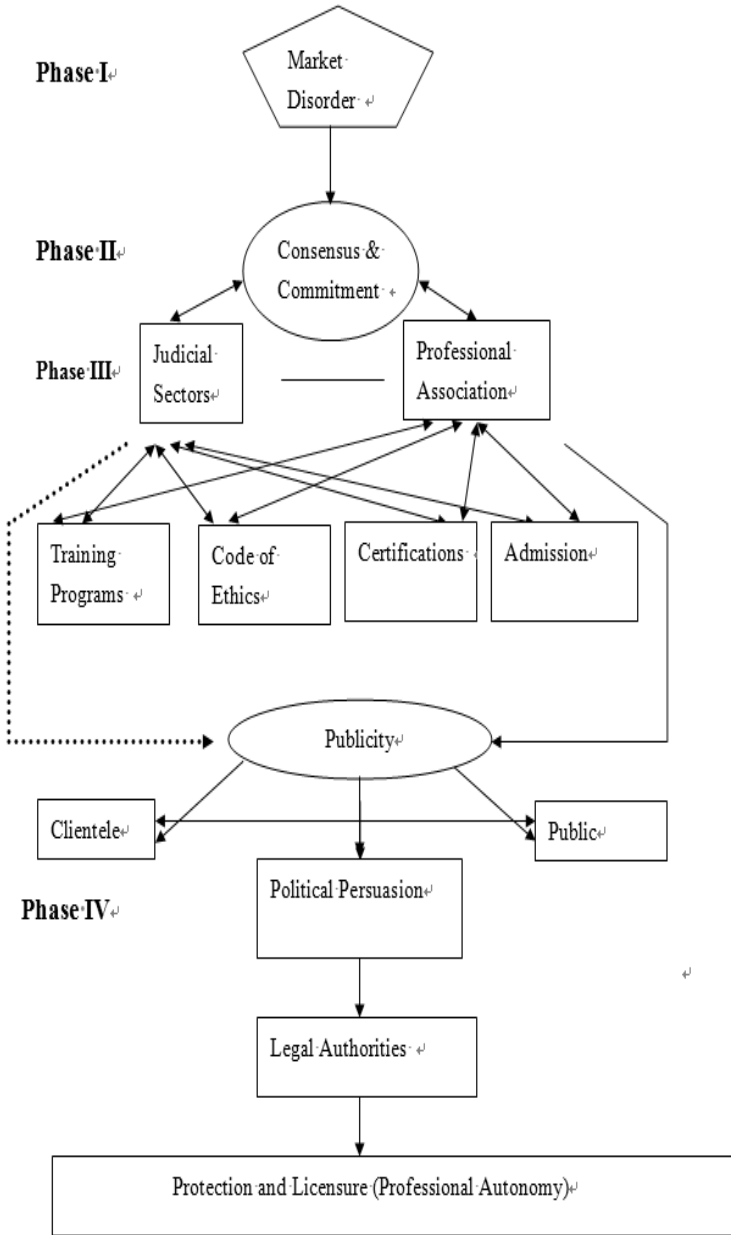 Phase I
Market
Disorder
Phase II
Consensus &
Commitment
Phase III
Judicial
Sectors
Professional
Association
Training
Programs
Code of
Ethics
Certifications
Admission
Publicity
Clientele
Public
Political Persuasion
Phase IV
Legal Authorities
Protection and Licensure (Professional Autonomy)